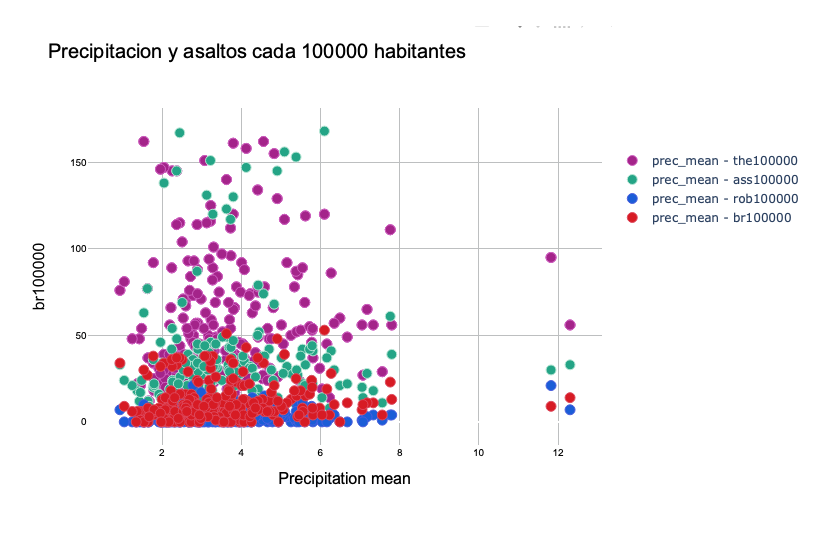 Precipitacion y asaltos cada 100000 habitantes
150
100
50
0
br100000
2 4 6 8 10 12
Precipitation mean
prec_mean - the100000
prec_mean - ass100000
prec_mean - rob100000
prec_mean - br100000